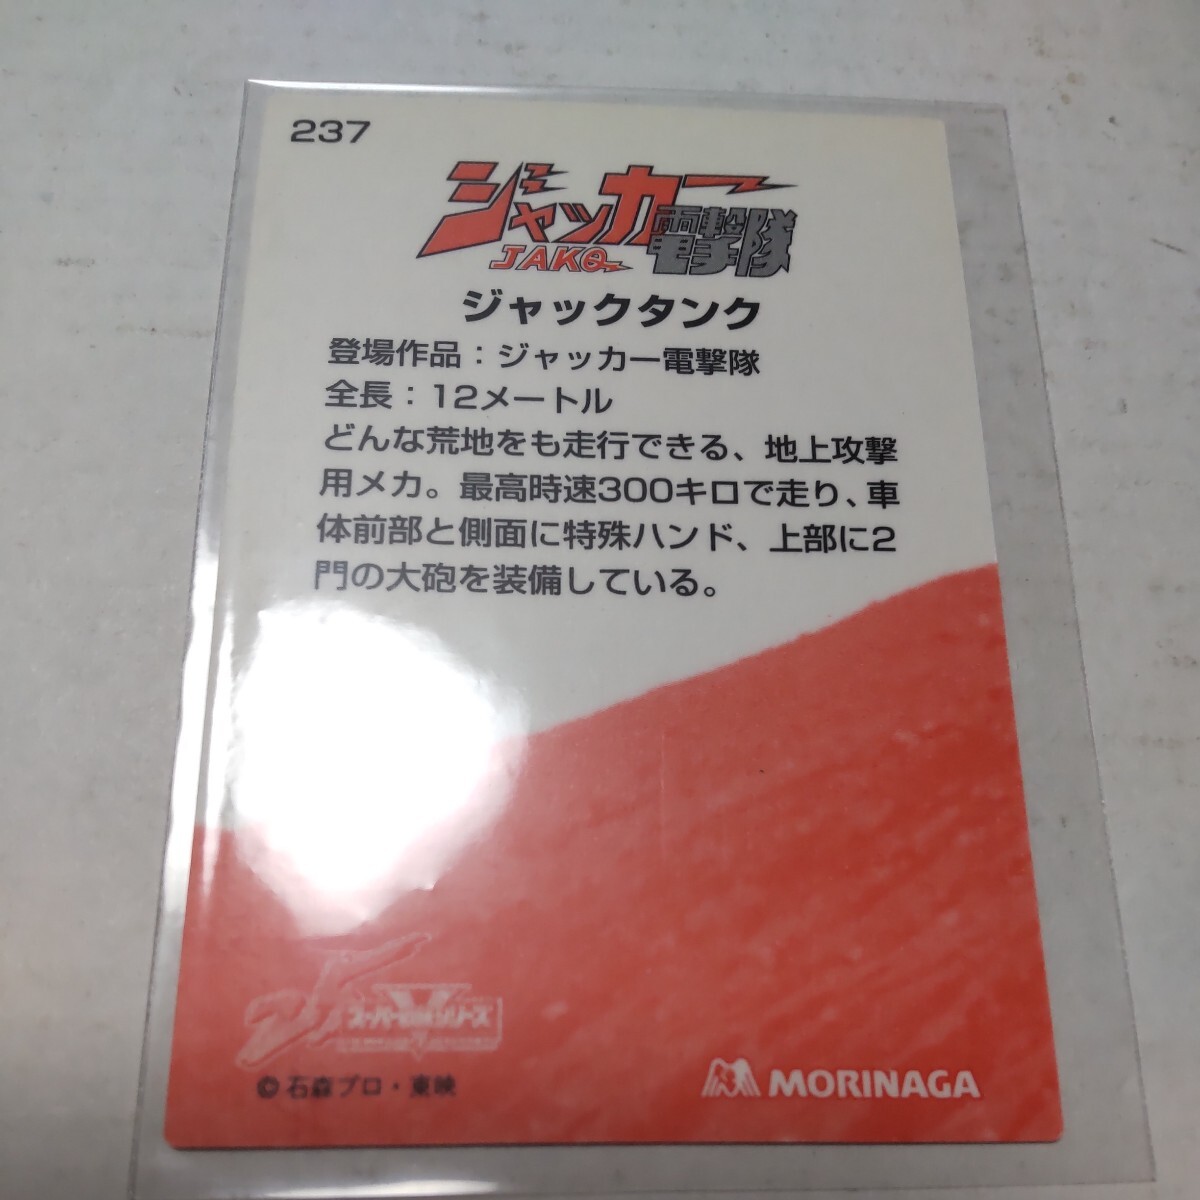 237
ジャッカー電撃隊
JAKQ
ジャックタンク
登場作品：ジャッカー電撃隊
全長：12メートル
どんな荒地をも走行できる、地上攻撃
用メカ。最高時速300キロで走り、車
体前部と側面に特殊ハンド、上部に2
門の大砲を装備している。
25
スーパー戦隊シリーズ
©石森プロ・東映
MORINAGA